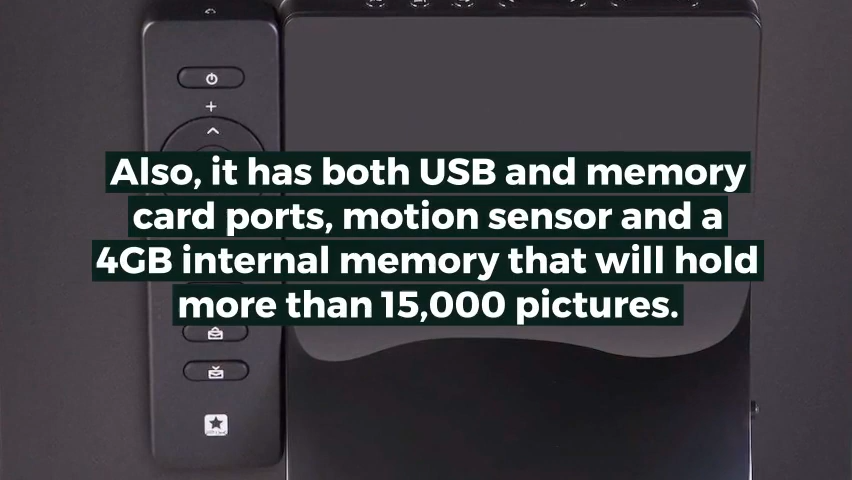 Also, it has both USB and memory
card ports, motion sensor and a
4GB internal memory that will hold
more than 15,000 pictures.